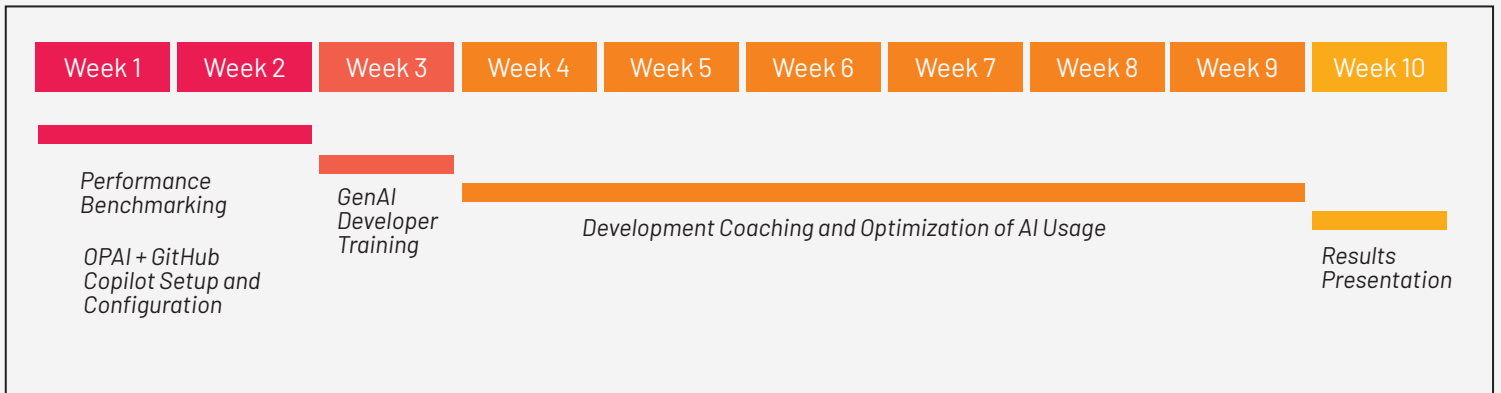 Week 1
Week 2
Week 3
Week 4
Week 5
Week 6
Week 7
Week 8
Week 9
Week 10
Performance
Benchmarking
OPAI + GitHub
Copilot Setup and
Configuration
GenAI
Developer
Training
Development Coaching and Optimization of AI Usage
Results
Presentation